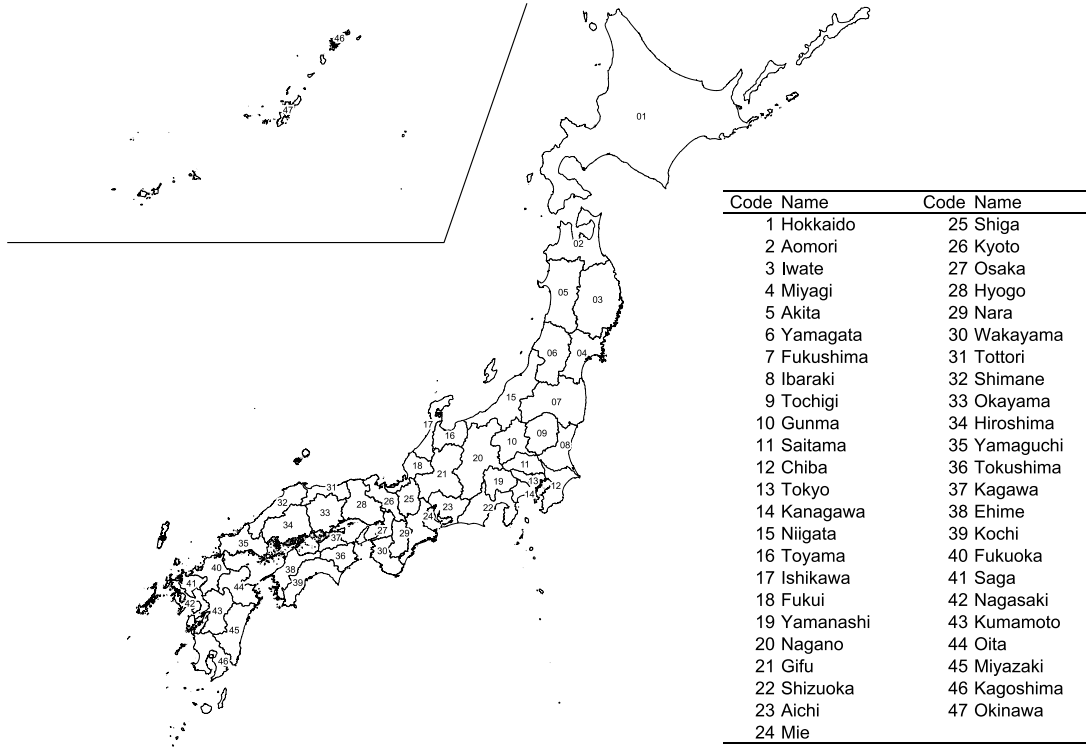 46
47
01
02
05
03
06
04
15
07
17
16
10
09
08
20
18
21
11
19
13
12
14
31
32
28
26
25
23
22
33
24
34
37
27
29
35
36
30
40
38
39
41
44
42
43
45
46
Code Name Code Name
1 Hokkaido 25 Shiga
2 Aomori 26 Kyoto
3 Iwate 27 Osaka
4 Miyagi 28 Hyogo
5 Akita 29 Nara
6 Yamagata 30 Wakayama
7 Fukushima 31 Tottori
8 Ibaraki 32 Shimane
9 Tochigi 33 Okayama
10 Gunma 34 Hiroshima
11 Saitama 35 Yamaguchi
12 Chiba 36 Tokushima
13 Tokyo 37 Kagawa
14 Kanagawa 38 Ehime
15 Niigata 39 Kochi
16 Toyama 40 Fukuoka
17 Ishikawa 41 Saga
18 Fukui 42 Nagasaki
19 Yamanashi 43 Kumamoto
20 Nagano 44 Oita
21 Gifu 45 Miyazaki
22 Shizuoka 46 Kagoshima
23 Aichi 47 Okinawa
24 Mie